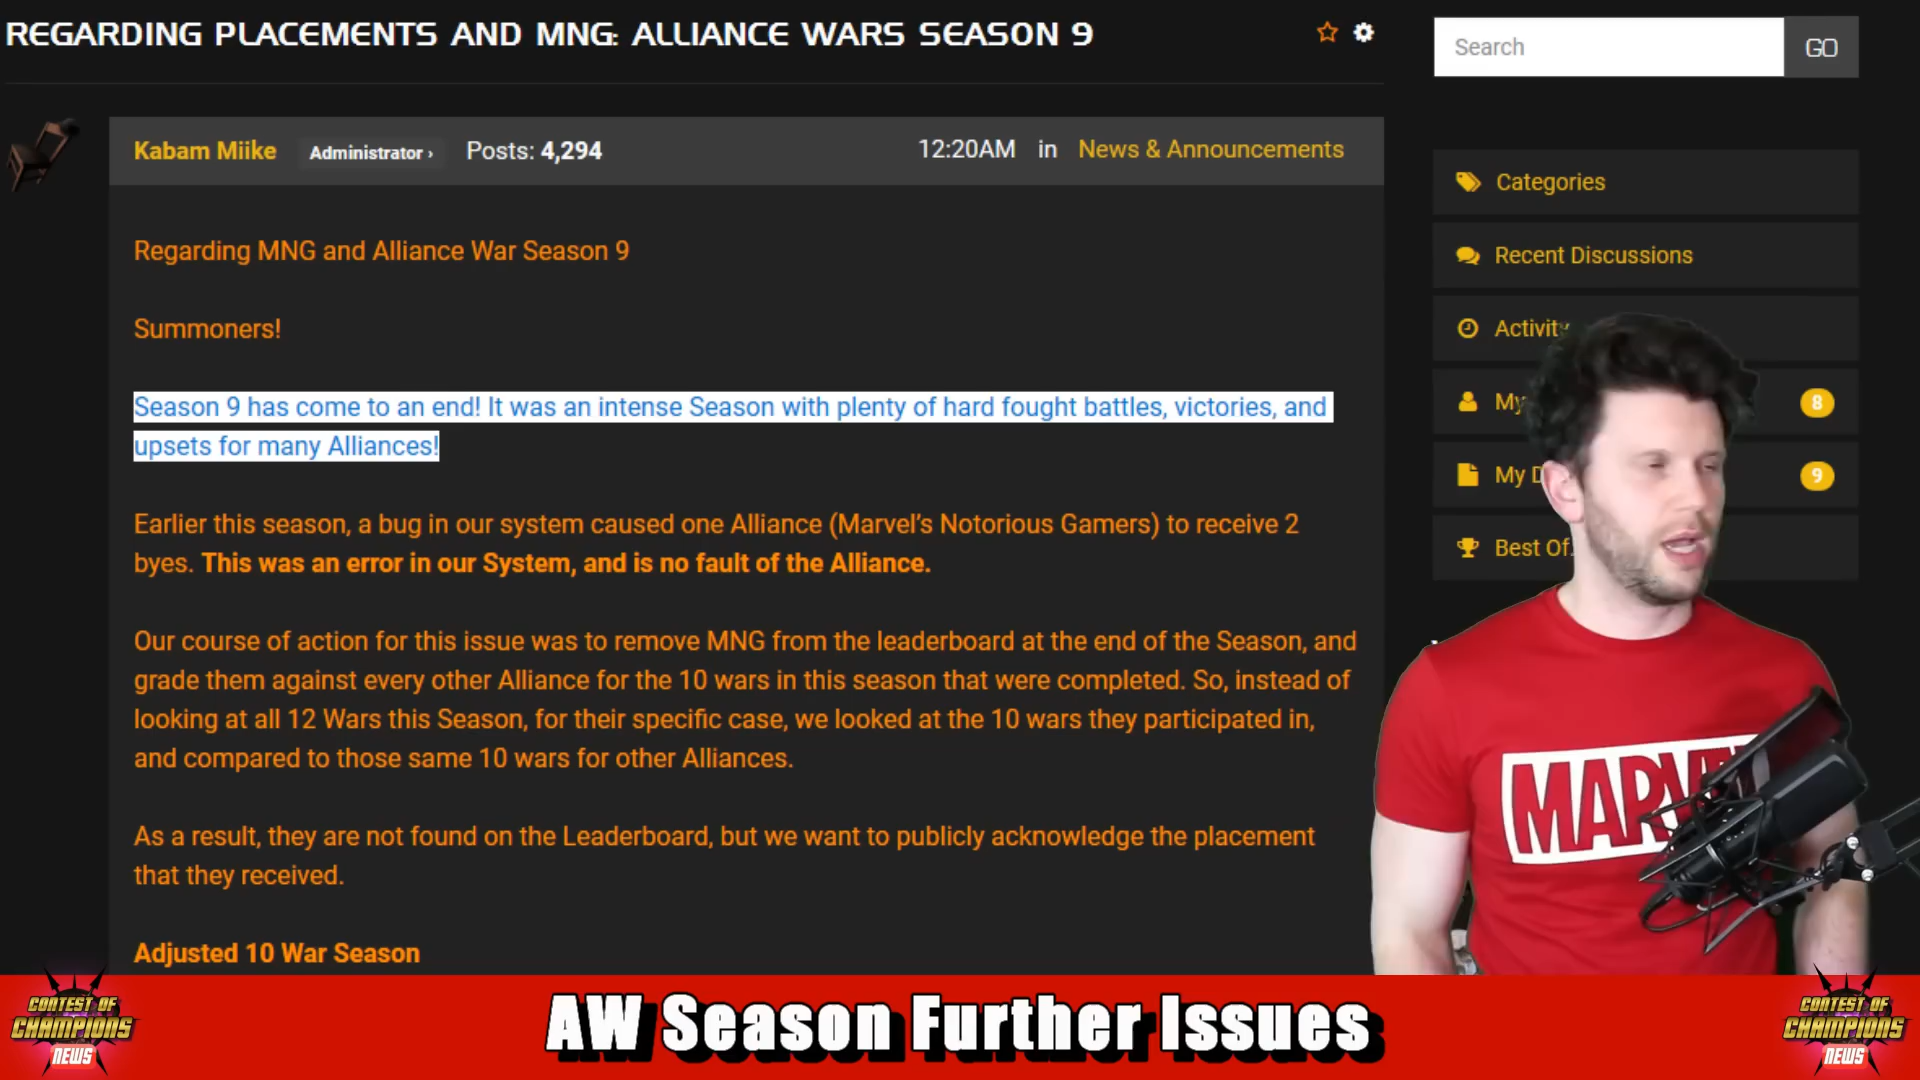 REGARDING PLACEMENTS AND MNG: ALLIANCE WARS SEASON 9
Search
GO
Kabam Miike
Administrator ›
Posts: 4,294
12:20AM in News & Announcements
Regarding MNG and Alliance War Season 9
Summoners!
Season 9 has come to an end! It was an intense Season with plenty of hard fought battles, victories, and
upsets for many Alliances!
Earlier this season, a bug in our system caused one Alliance (Marvel's Notorious Gamers) to receive 2
byes. This was an error in our System, and is no fault of the Alliance.
Our course of action for this issue was to remove MNG from the leaderboard at the end of the Season, and
grade them against every other Alliance for the 10 wars in this season that were completed. So, instead of
looking at all 12 Wars this Season, for their specific case, we looked at the 10 wars they participated in,
and compared to those same 10 wars for other Alliances.
As a result, they are not found on the Leaderboard, but we want to publicly acknowledge the placement
that they received.
Adjusted 10 War Season
Categories
Recent Discussions
Activity
My
8
My D
9
Best Of
MARVEL
CONTEST OF
CHAMPIONS
NEWS
AW Season Further Issues
CONTEST OF
CHAMPIONS
NEWS